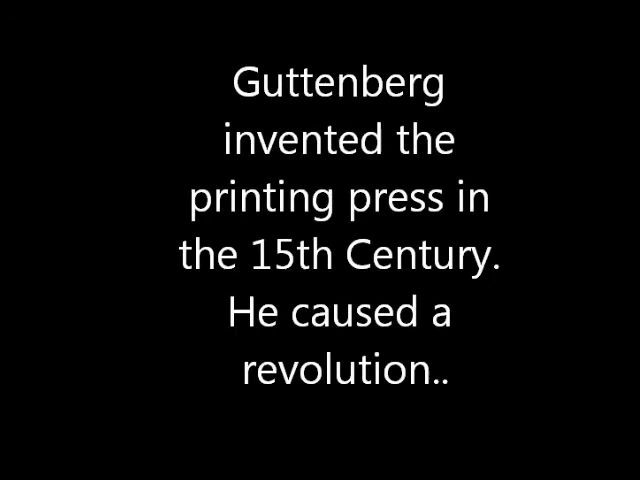 Guttenberg
invented the
printing press in
the 15th Century.
He caused a
revolution..